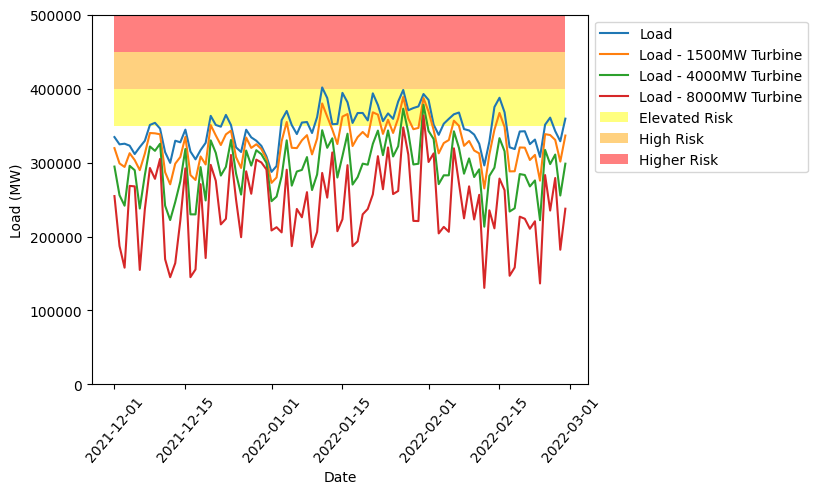 500000
400000
300000
200000
100000
0
Load (MW)
2021-12-01
2021-12-15
2022-01-01
2022-01-15
2022-02-01
2022-02-15
2022-03-01
Date
Load
Load - 1500MW Turbine
Load - 4000MW Turbine
Load - 8000MW Turbine
Elevated Risk
High Risk
Higher Risk